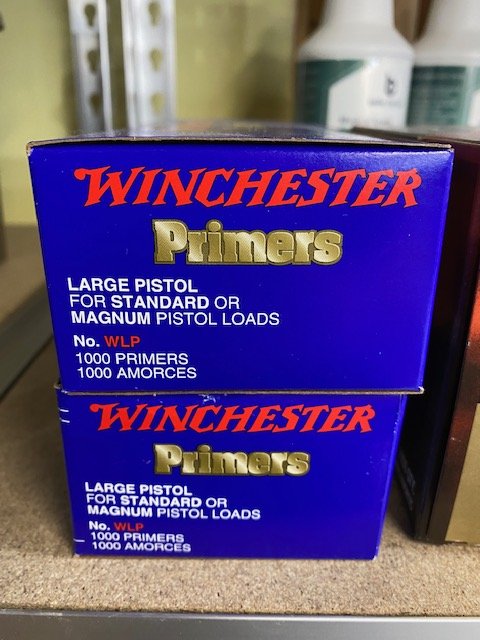 WINCHESTER
Primers
LARGE PISTOL
FOR STANDARD OR
MAGNUM PISTOL LOADS
No. WLP
1000 PRIMERS
1000 AMORCES
WINCHESTER
Primers
LARGE PISTOL
FOR STANDARD OR
MAGNUM PISTOL LOADS
No. WLP
1000 PRIMERS
1000 AMORCES